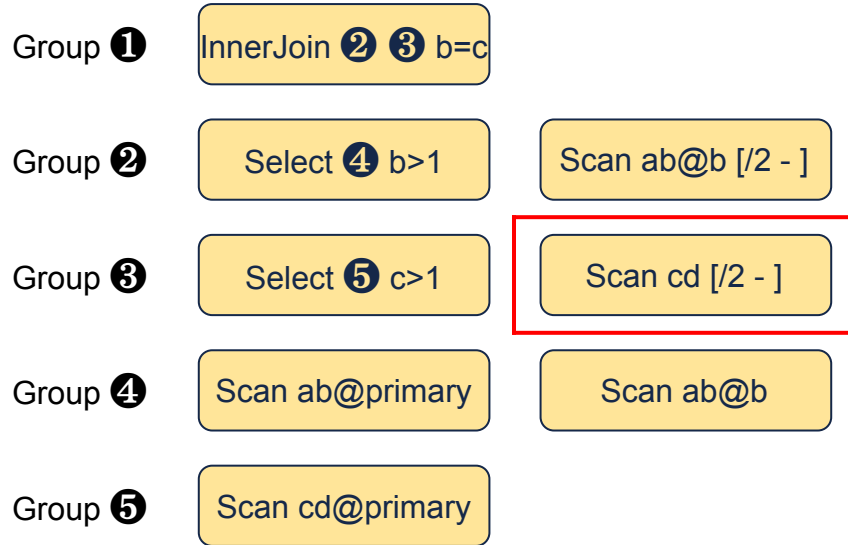 Group ❶ InnerJoin ❷ ❸ b=c
Group ❷ Select ❹ b>1 Scan ab@b [/2 - ]
Group ❸ Select ❺ c>1 Scan cd [/2 - ]
Group ❹ Scan ab@primary Scan ab@b
Group ❺ Scan cd@primary